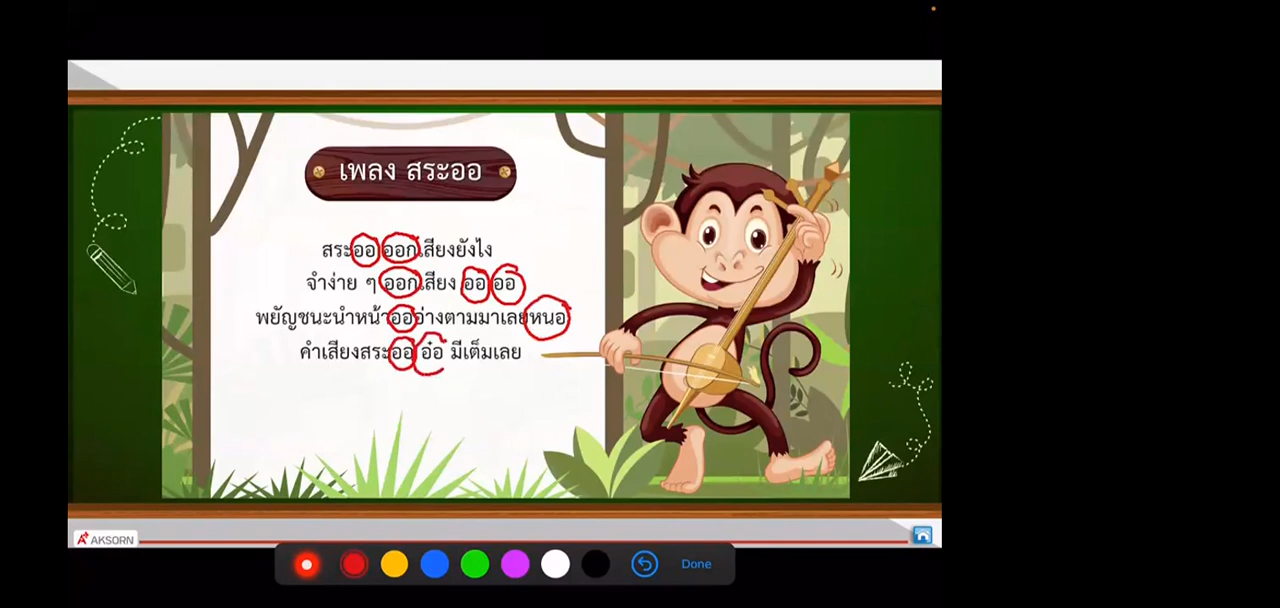 เพลง สระออ
สระออ ออกเสียงยังไง
จำง่าย ๆ ออกเสียง ออ ออ
พยัญชนะนำหน้า ออ อ่างตามมาเลยหนอ
คำเสียงสระออ อ๋อ มีเต็มเลย
AKSORN
Done